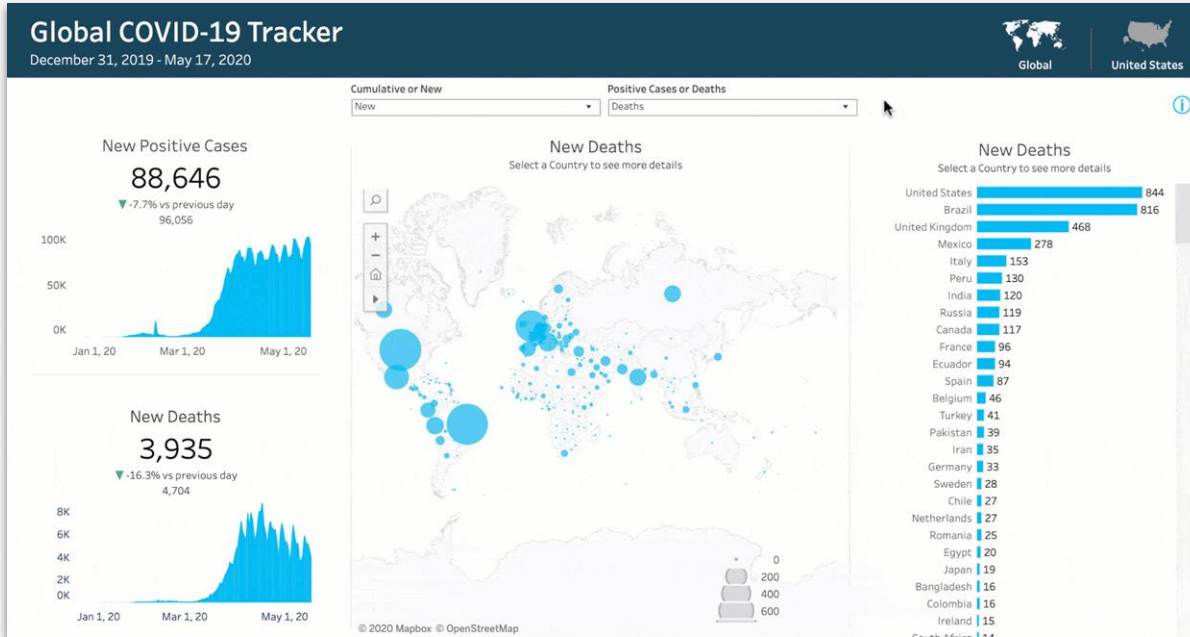 Global COVID-19 Tracker
December 31, 2019 - May 17, 2020
Global
United States
Cumulative or New
New
Positive Cases or Deaths
Deaths
New Positive Cases
88,646
▼ -7.7% vs previous day
96,056
100K
50K
0K
Jan 1, 20 Mar 1, 20 May 1, 20
New Deaths
3,935
▼ -16.3% vs previous day
4,704
8K
6K
4K
2K
0K
Jan 1, 20 Mar 1, 20 May 1, 20
New Deaths
Select a Country to see more details
0
200
400
600
© 2020 Mapbox © OpenStreetMap
New Deaths
Select a Country to see more details
United States 844
Brazil 816
United Kingdom 468
Mexico 278
Italy 153
Peru 130
India 120
Russia 119
Canada 117
France 96
Ecuador 94
Spain 87
Belgium 46
Turkey 41
Pakistan 39
Iran 35
Germany 33
Sweden 28
Chile 27
Netherlands 27
Romania 25
Egypt 20
Japan 19
Bangladesh 16
Colombia 16
Ireland 15
South Africa 14